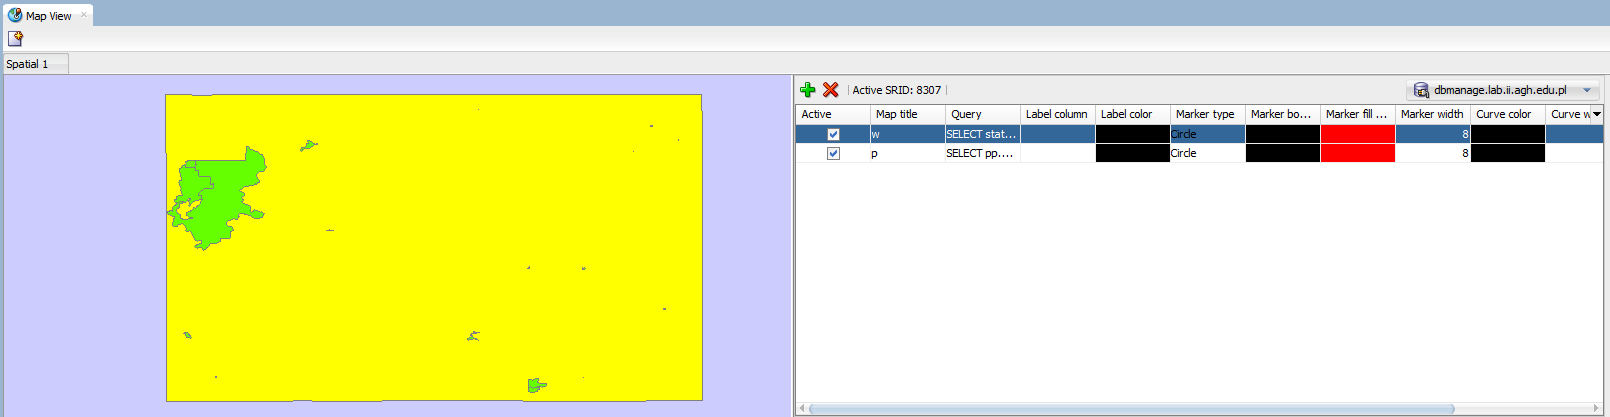 Map View
Spatial 1
Active SRID: 8307
dbmanage.lab.ii.agh.edu.pl
Active Map title Query Label column Label color Marker type Marker bo... Marker fill ... Marker width Curve color Curve w
w SELECT stat... Circle 8
p SELECT pp.... Circle 8